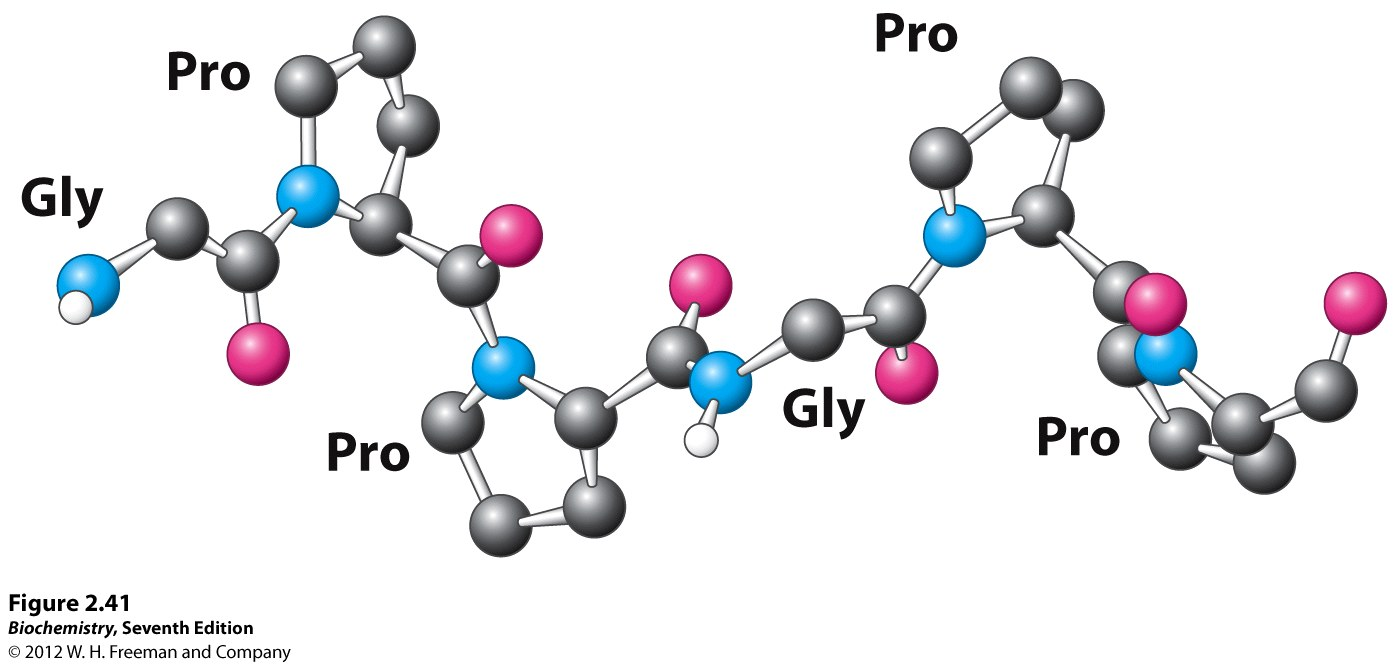 Pro
Pro
Gly
Gly
Pro
Pro
Figure 2.41
Biochemistry, Seventh Edition
© 2012 W. H. Freeman and Company